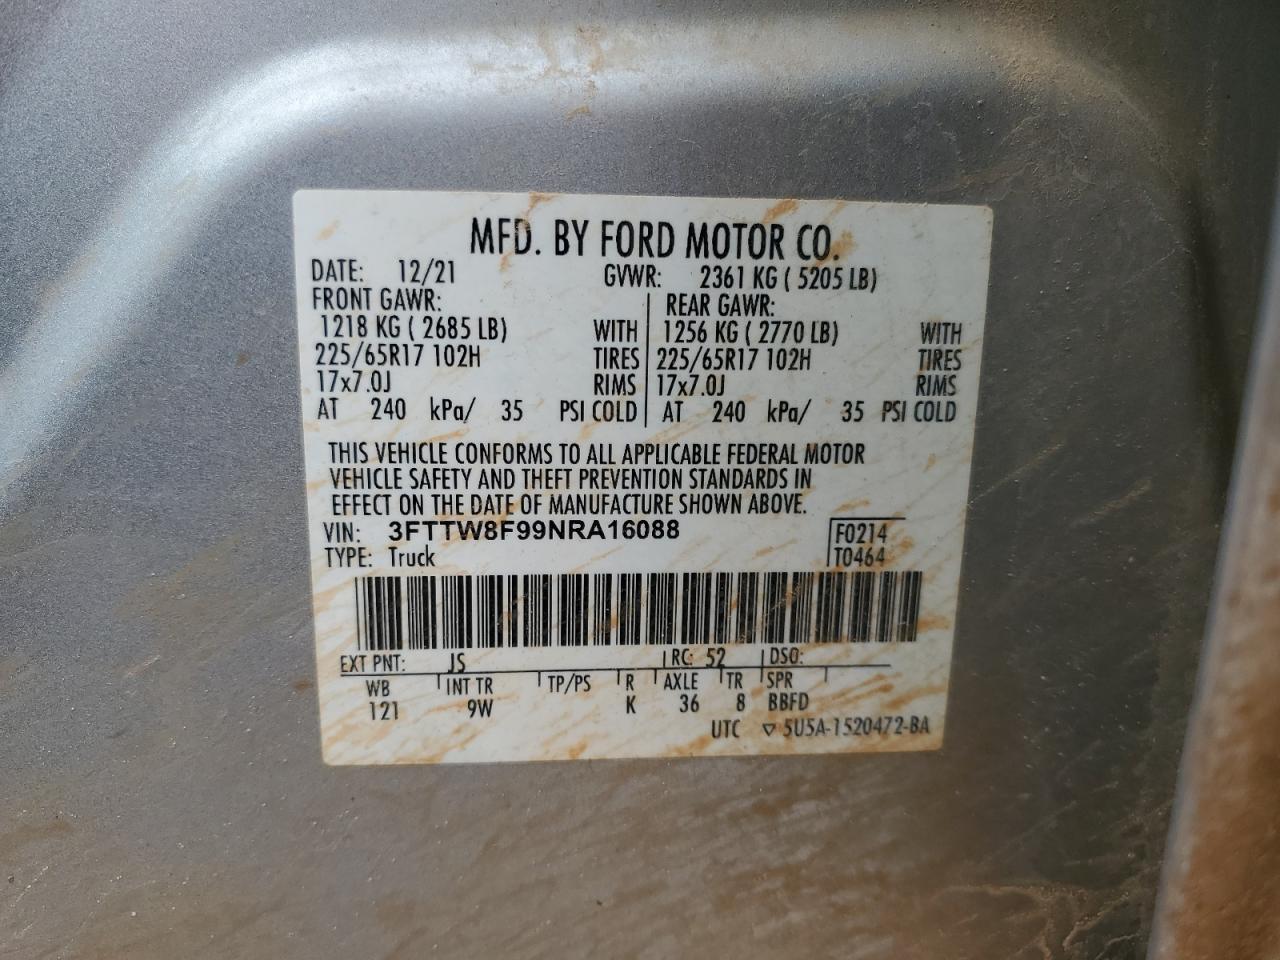 MFD. BY FORD MOTOR CO.
DATE: 12/21 GVWR: 2361 KG ( 5205 LB)
FRONT GAWR: REAR GAWR:
1218 KG ( 2685 LB) WITH 1256 KG ( 2770 LB) WITH
225/65R17 102H TIRES 225/65R17 102H TIRES
17x7.0J RIMS 17x7.0J RIMS
AT 240 kPa/ 35 PSI COLD AT 240 kPa/ 35 PSI COLD
THIS VEHICLE CONFORMS TO ALL APPLICABLE FEDERAL MOTOR
VEHICLE SAFETY AND THEFT PREVENTION STANDARDS IN
EFFECT ON THE DATE OF MANUFACTURE SHOWN ABOVE.
VIN: 3FTTW8F99NRA16088 F0214
TYPE: Truck T0464
EXT PNT: JS RC: 52 DSO:
WB INT TR TP/PS R AXLE TR SPR
121 9W K 36 8 BBFD
UTC ▽ 5U5A-1520472-BA